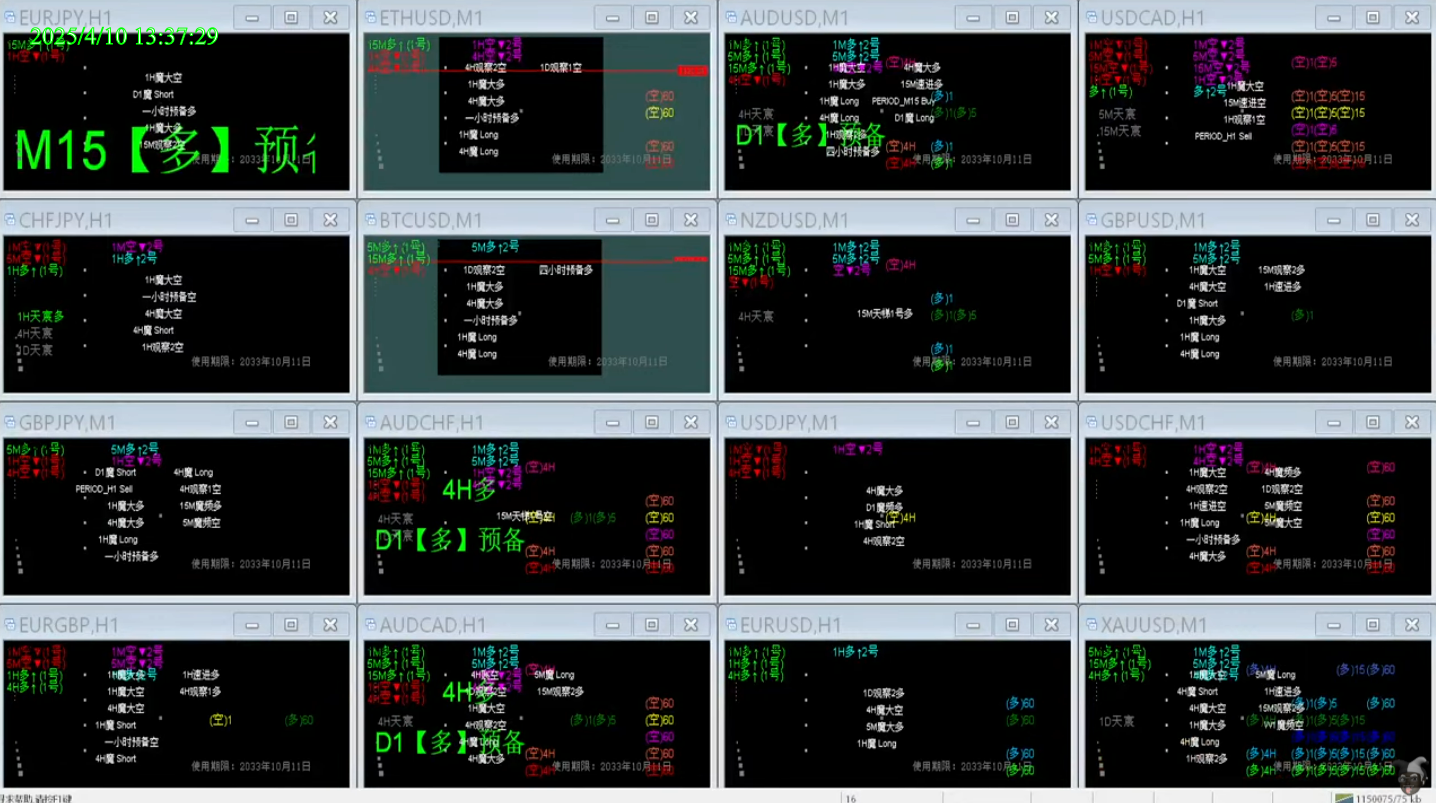 EURJPY,H1
2025/4/10 13:37:29
15M多↑(1号)
1H空▼(1号)
1H魔大空
D1魔 Short
一小时预备空
1H魔大多
15M观察2空
M15【多】预
使用期限：2033年10月11日
ETHUSD,M1
15M多↑(1号)
1H空▼2号
4H空▼2号
4H观察2空
1D观察1空
1H魔大多
4H魔大多
一小时预备多
1H魔 Long
4H魔 Long
(空)60
(空)60
(空)60
使用期限：2033年10月11日
AUDUSD,M1
1M多↑(1号)
1M多↑2号
5M多↑(1号)
5M多↑2号
15M多↑(1号)
(空)4H
4H魔大多
1H魔大多
15M速进多
1H魔 Long
PERIOD_M15 Buy
(多)1
4H天宸
4H魔 Long
D1魔 Long
(多)1(多)5
D1【多】预备
四小时预备多
(空)4H
(多)1
使用期限：2033年10月11日
USDCAD,H1
1M空▼(1号)
1M空▼2号
5M空▼(1号)
5M空▼2号
15M空▼(1号)
15M空▼2号
(空)1(空)5
1H空▼(1号)
1H空▼2号
1H魔大空
多↑(1号)
多↑2号
15M速进空
(空)1(空)5(空)15
5M天宸
1H观察1空
(空)1(空)5(空)15
15M天宸
PERIOD_H1 Sell
(空)1(空)5
(空)1(空)5(空)15
使用期限：2033年10月11日
CHFJPY,H1
1M空▼(1号)
1M空▼2号
5M空▼(1号)
1H多↑2号
1H多↑(1号)
1H魔大空
一小时预备空
1H天宸多
4H魔大空
4H天宸
4H魔 Short
1D天宸
1H观察2空
使用期限：2033年10月11日
BTCUSD,M1
5M多↑(1号)
5M多↑2号
15M多↑(1号)
1D观察2空
四小时预备多
1H魔大多
4H魔大多
一小时预备多
1H魔 Long
4H魔 Long
使用期限：2033年10月11日
NZDUSD,M1
1M多↑(1号)
1M多↑2号
5M多↑(1号)
5M多↑2号
15M多↑(1号)
空▼2号
(空)4H
空▼(1号)
(多)1
4H天宸
15M天梯1号多
(多)1(多)5
(多)1
(多)1
使用期限：2033年10月11日
GBPUSD,M1
1M多↑(1号)
1M多↑2号
5M多↑(1号)
5M多↑2号
1H空▼(1号)
1H魔大空
15M观察2多
4H魔大空
1H速进多
D1魔 Short
1H魔大多
(多)1
1H魔 Long
4H魔 Long
使用期限：2033年10月11日
GBPJPY,M1
5M多↑(1号)
5M多↑2号
1H空▼(1号)
1H空▼2号
4H空▼(1号)
D1魔 Short
4H魔 Long
PERIOD_H1 Sell
4H观察1空
1H魔大多
15M魔频多
4H魔大多
5M魔频空
1H魔 Long
一小时预备多
使用期限：2033年10月11日
AUDCHF,H1
1M多↑(1号)
1M多↑2号
5M多↑(1号)
5M多↑2号
15M多↑(1号)
(空)4H
4H多
(空)60
4H天宸
(多)1(多)5
(空)60
D1【多】预备
(空)60
(空)4H
(空)60
(空)4H
使用期限：2033年10月11日
USDJPY,M1
1M空▼(1号)
1H空▼2号
1H空▼(1号)
4H空▼(1号)
4H魔大多
D1魔频多
1H魔 Short
(空)4H
4H观察2空
使用期限：2033年10月11日
USDCHF,M1
1H空▼(1号)
1H空▼2号
4H空▼(1号)
4H空▼2号
1H魔大空
(空)4H
4H魔频多
(空)60
4H观察2空
1D观察2空
1H速进空
5M魔频空
(空)60
1H魔 Long
(空)4H
5M魔大空
(空)60
一小时预备多
(空)60
4H魔大多
(空)4H
(空)60
(空)4H
使用期限：2033年10月11日
EURGBP,H1
1M空▼(1号)
1M空▼2号
5M空▼(1号)
5M空▼2号
1H多↑(1号)
1H速进多
4H多↑(1号)
4H魔大空
4H观察1多
4H魔大空
1H魔 Short
(空)1
(多)60
一小时预备空
4H魔 Short
使用期限：2033年10月11日
AUDCAD,H1
1M多↑(1号)
1M多↑2号
5M多↑(1号)
5M多↑2号
15M多↑(1号)
5M魔 Long
4H多
15M观察2多
1H魔大空
(空)60
4H天宸
4H观察2空
(多)1(多)5
(空)60
D1【多】预备
(空)60
4H魔大多
(空)4H
(空)60
(空)4H
使用期限：2033年10月11日
EURUSD,H1
1M多↑(1号)
1H多↑2号
1H多↑(1号)
4H多↑(1号)
1D观察2多
4H魔大空
(多)60
5M魔大多
1H魔 Long
(多)60
(多)60
使用期限：2033年10月11日
XAUUSD,M1
5M多↑(1号)
5M多↑2号
15M多↑(1号)
(多)4H
(多)15(多)60
4H多↑(1号)
1H魔大空
5M魔 Long
4H魔 Short
1H速进多
4H魔大空
15M观察2多
(多)60
1D天宸
1H魔大多
4H魔 Long
1H观察2多
(多)4H
(多)1(多)5(多)15(多)60
(多)4H
(多)1(多)5(多)15(多)60
使用期限：2033年10月11日
16
1150075/75 kb